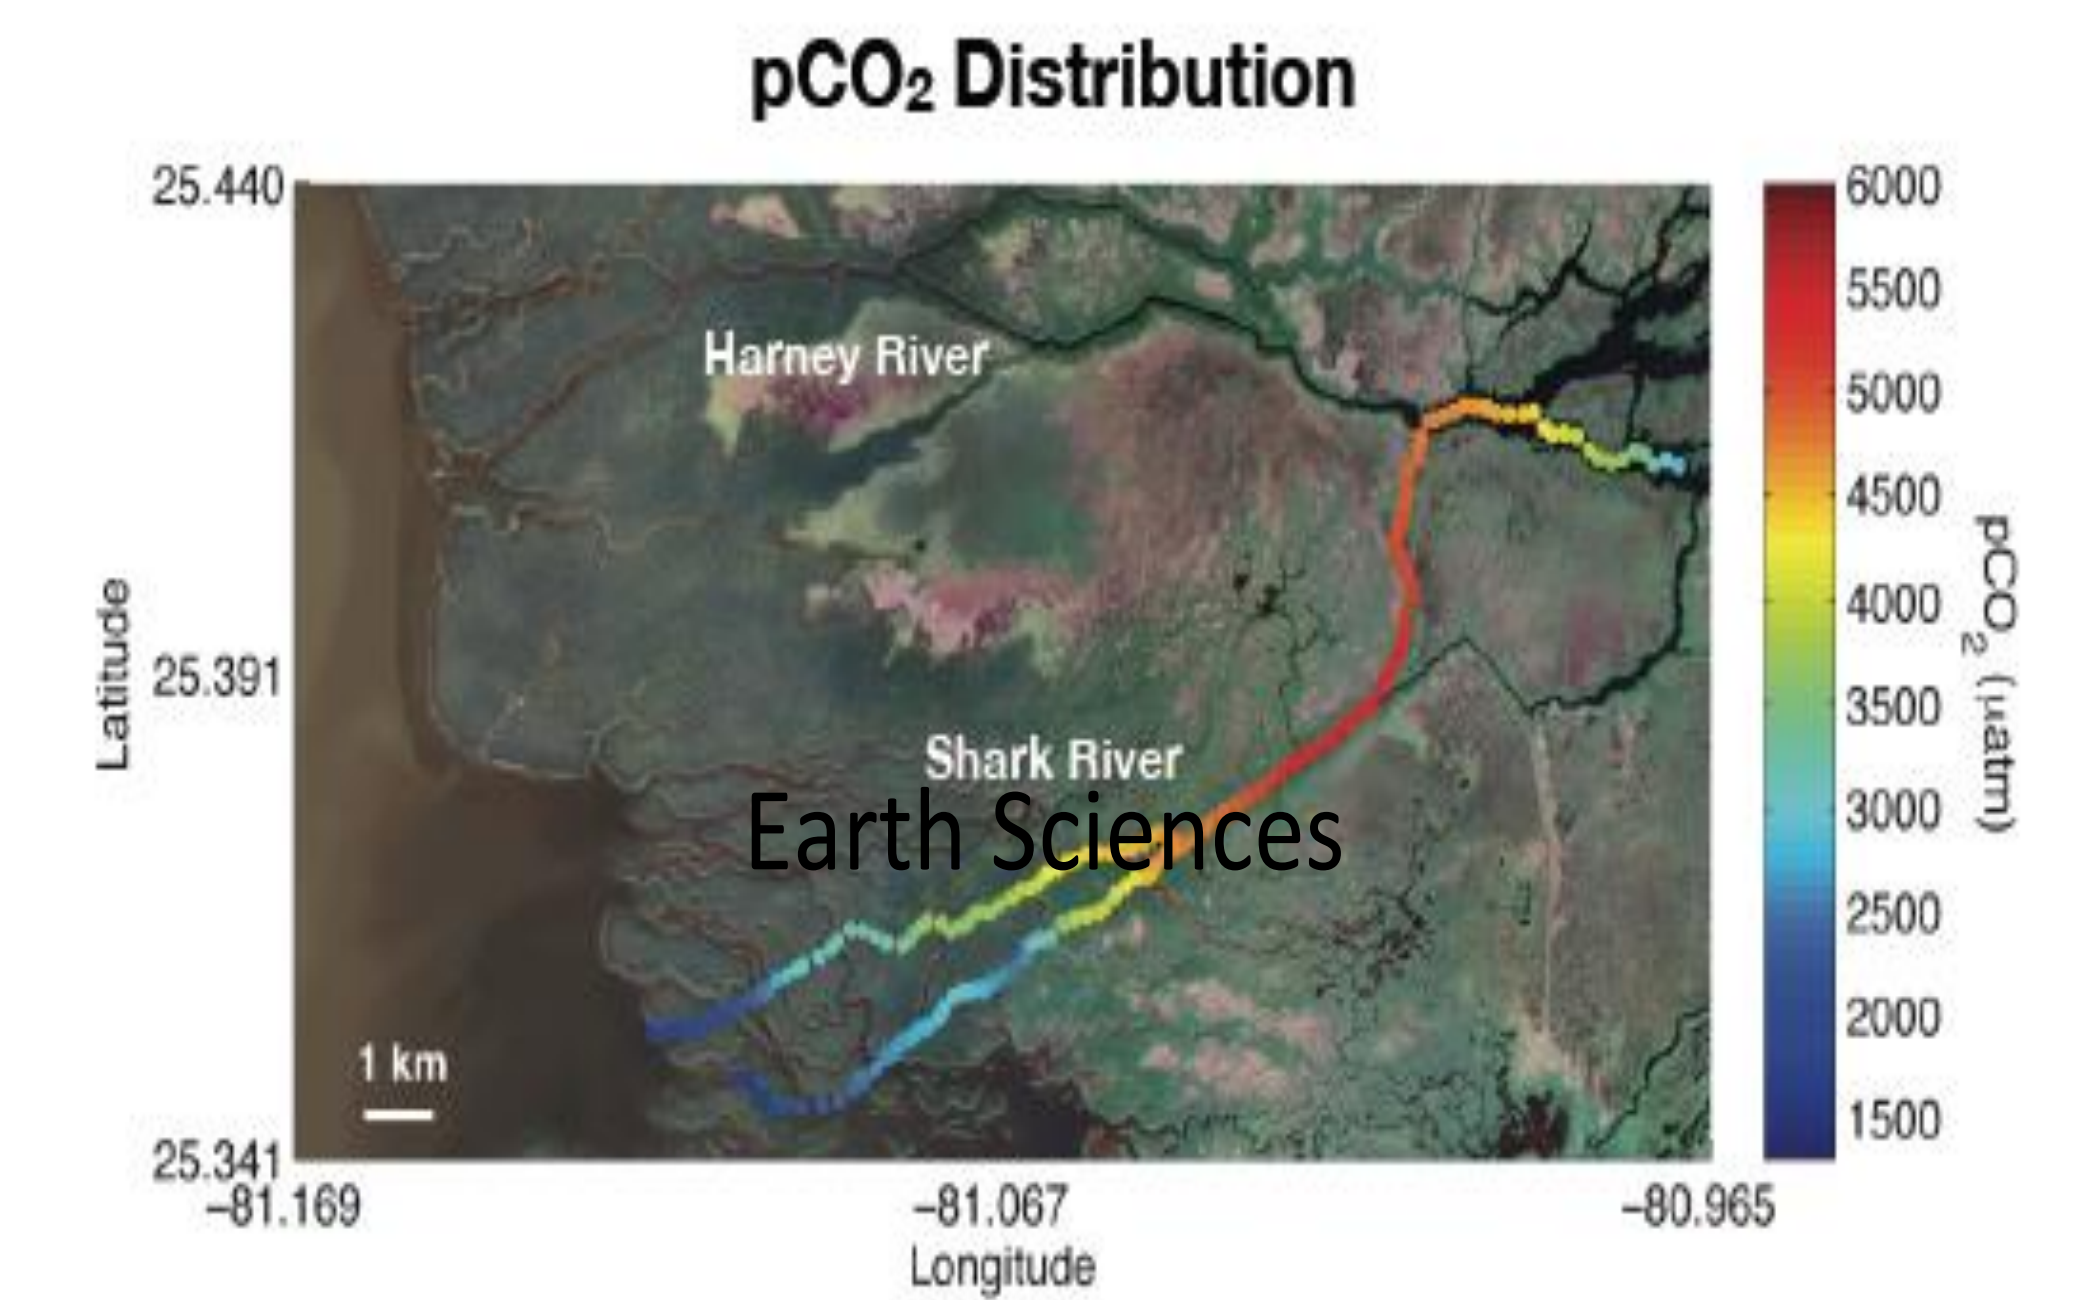 pCO₂ Distribution
25.440
25.391
25.341
Latitude
Harney River
Shark River
Earth Sciences
1 km
–81.169
–81.067
–80.965
Longitude
6000
5500
5000
4500
4000
3500
3000
2500
2000
1500
pCO₂ (µatm)